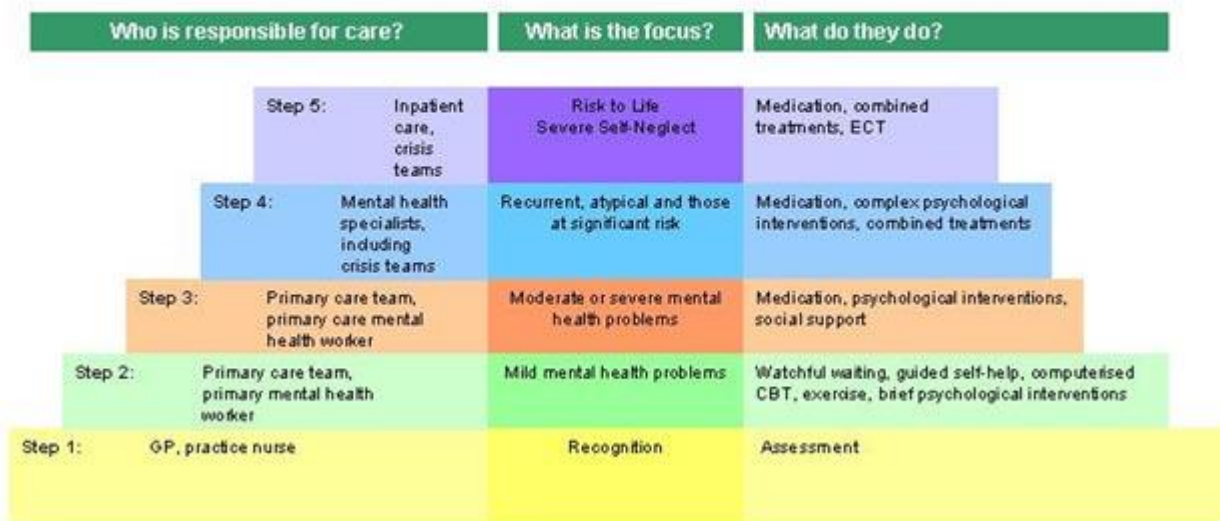 Who is responsible for care?
What is the focus?
What do they do?
Step 5:
Inpatient
care,
crisis
teams
Risk to Life
Severe Self-Neglect
Medication, combined
treatments, ECT
Step 4:
Mental health
specialists,
including
crisis teams
Recurrent, atypical and those
at significant risk
Medication, complex psychological
interventions, combined treatments
Step 3:
Primary care team,
primary care mental
health worker
Moderate or severe mental
health problems
Medication, psychological interventions,
social support
Step 2:
Primary care team,
primary mental health
worker
Mild mental health problems
Watchful waiting, guided self-help, computerised
CBT, exercise, brief psychological interventions
Step 1:
GP, practice nurse
Recognition
Assessment